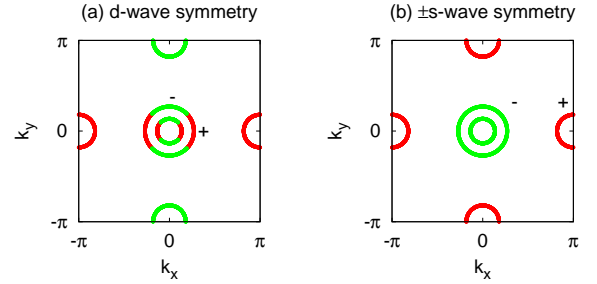 (a) d-wave symmetry
(b) ±s-wave symmetry
π
-
+
k_y
0
-π
-π
0
π
k_x
π
-
+
k_y
0
-π
-π
0
π
k_x